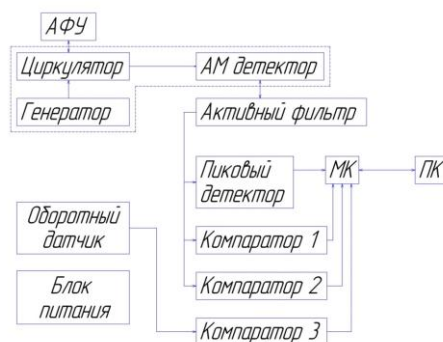 АФУ
Циркулятор
АМ детектор
Генератор
Активный фильтр
Пиковый
детектор
МК
ПК
Оборотный
датчик
Компаратор 1
Блок
питания
Компаратор 2
Компаратор 3